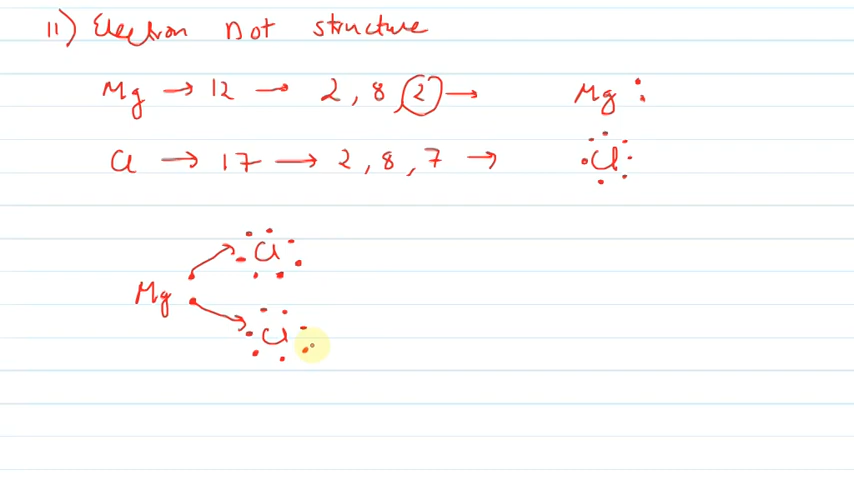 11) Electron Dot structure
Mg → 12 → 2, 8, 2 → Mg :
Cl → 17 → 2, 8, 7 → Cl
Cl
Mg
Cl